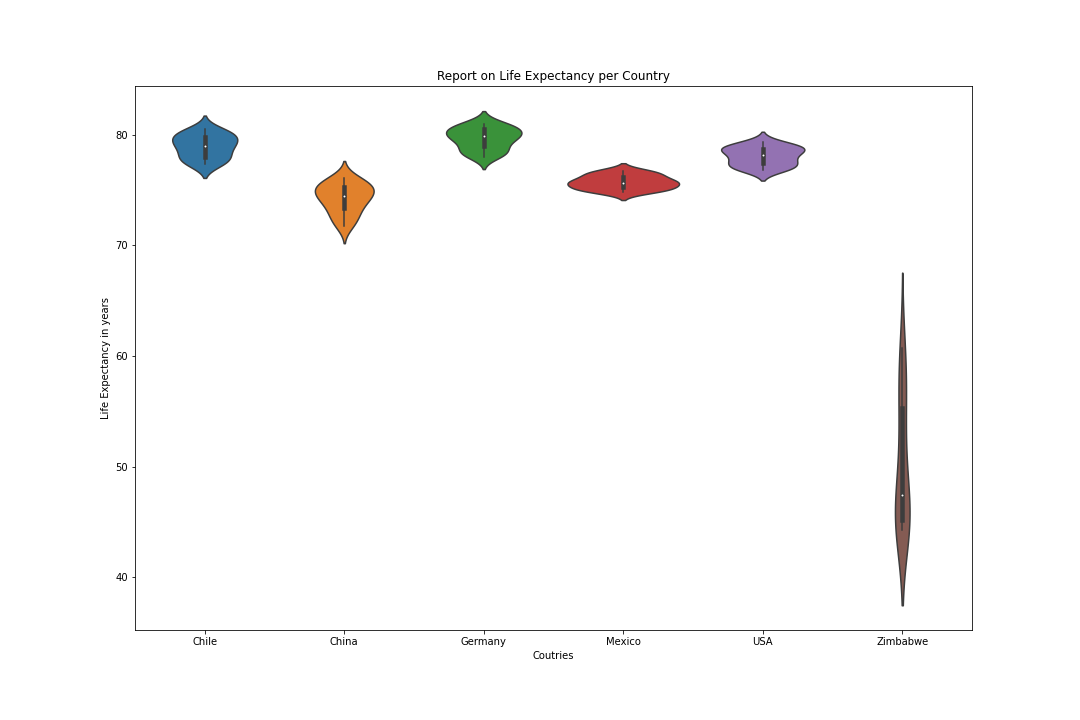 Report on Life Expectancy per Country
80
70
60
50
40
Life Expectancy in years
Chile China Germany Mexico USA Zimbabwe
Coutries